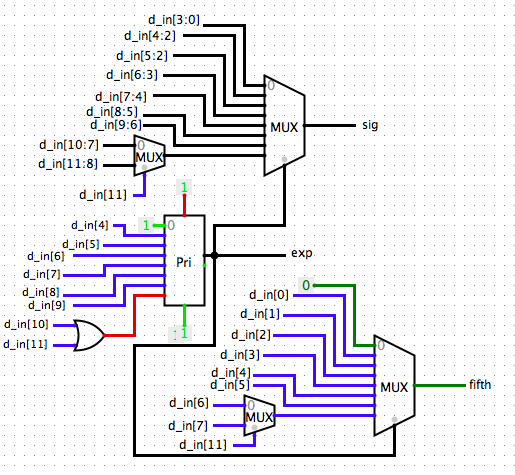 d_in[3:0]
d_in[4:2]
d_in[5:2]
d_in[6:3]
d_in[7:4]
d_in[8:5]
d_in[9:6]
0
MUX
sig
d_in[10:7]
0
MUX
d_in[11:8]
d_in[11]
1
d_in[4]
1
0
d_in[5]
d_in[6]
Pri
exp
d_in[7]
d_in[8]
d_in[9]
0
d_in[0]
d_in[10]
d_in[11]
1
d_in[1]
d_in[2]
0
d_in[3]
d_in[4]
d_in[5]
MUX
fifth
d_in[6]
0
MUX
d_in[7]
d_in[11]